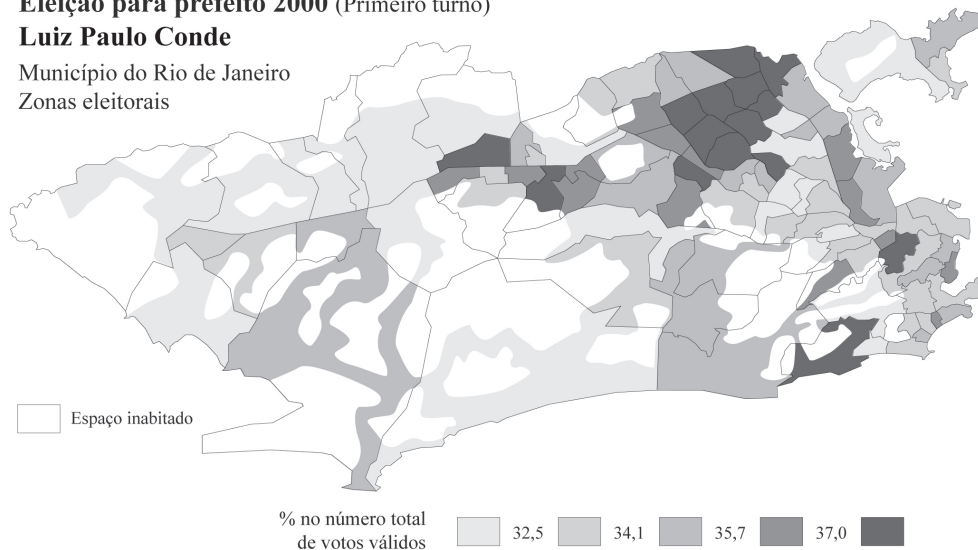 Eleição para prefeito 2000 (Primeiro turno)
Luiz Paulo Conde
Município do Rio de Janeiro
Zonas eleitorais
Espaço inabitado
% no número total
de votos válidos
32,5 34,1 35,7 37,0